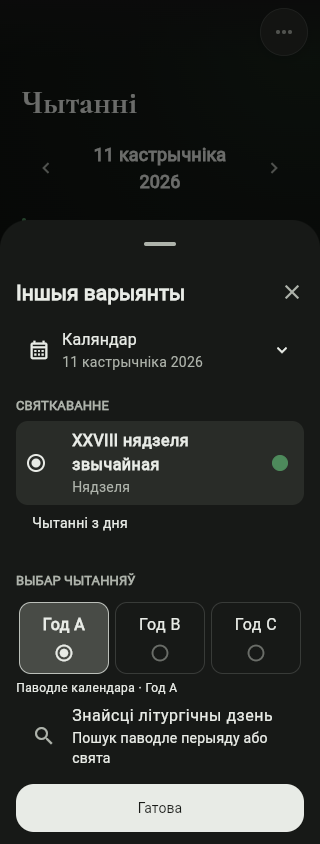 Чытанні
11 кастрычніка
2026
Іншыя варыянты
Каляндар
11 кастрычніка 2026
СВЯТКАВАННЕ
XXVIII нядзеля
звычайная
Нядзеля
Чытанні з дня
ВЫБАР ЧЫТАННЯЎ
Год A
Год B
Год C
Паводле календара · Год A
Знайсці літургічны дзень
Пошук паводле перыяду або
свята
Гатова